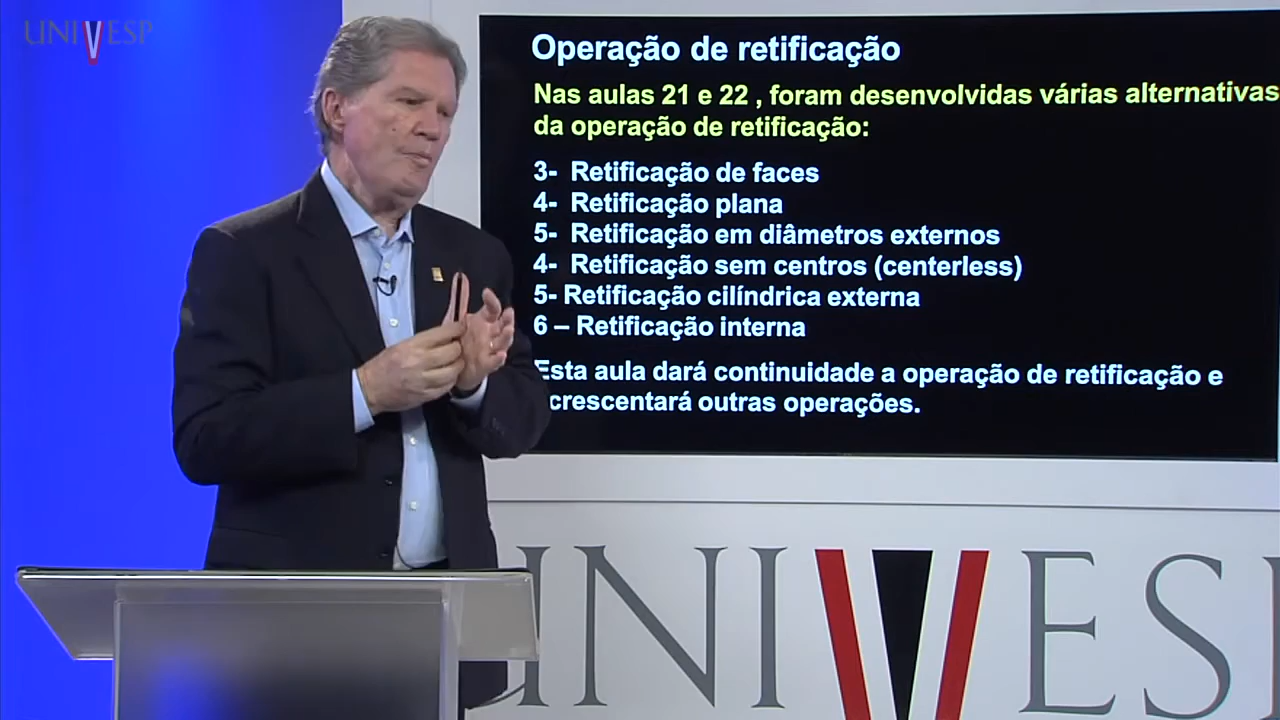 UNIVESP
Operação de retificação
Nas aulas 21 e 22 , foram desenvolvidas várias alternativas
da operação de retificação:
3- Retificação de faces
4- Retificação plana
5- Retificação em diâmetros externos
4- Retificação sem centros (centerless)
5- Retificação cilíndrica externa
6 – Retificação interna
Esta aula dará continuidade a operação de retificação e
crescentará outras operações.
UNIVES